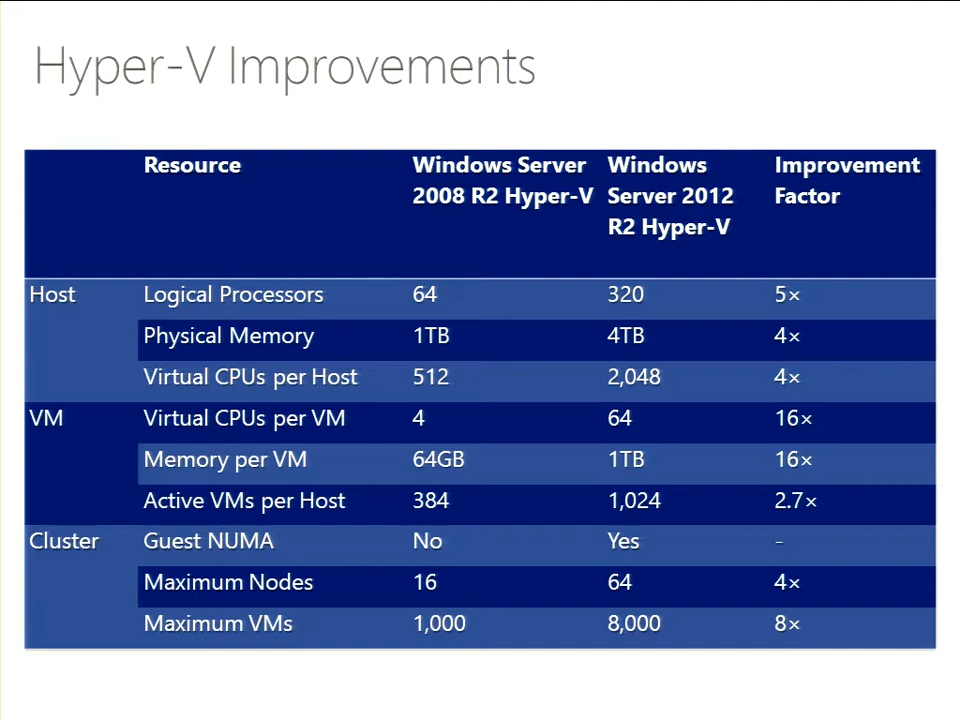 Hyper-V Improvements
Resource Windows Server 2008 R2 Hyper-V Windows Server 2012 R2 Hyper-V Improvement Factor
Host Logical Processors 64 320 5×
Physical Memory 1TB 4TB 4×
Virtual CPUs per Host 512 2,048 4×
VM Virtual CPUs per VM 4 64 16×
Memory per VM 64GB 1TB 16×
Active VMs per Host 384 1,024 2.7×
Cluster Guest NUMA No Yes -
Maximum Nodes 16 64 4×
Maximum VMs 1,000 8,000 8×